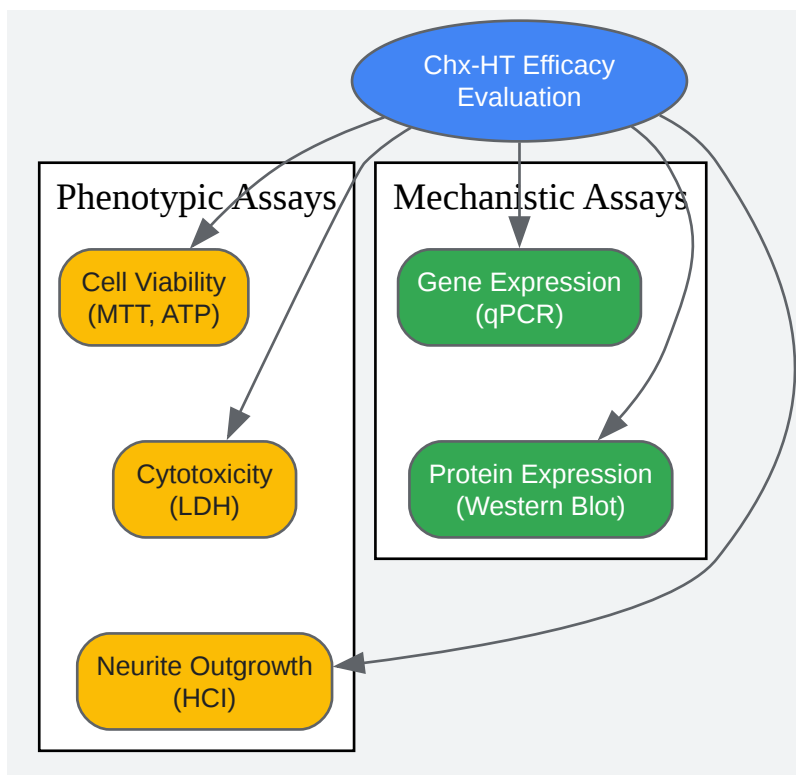 Chx-HT Efficacy
Evaluation
Phenotypic Assays
Cell Viability
(MTT, ATP)
Cytotoxicity
(LDH)
Neurite Outgrowth
(HCI)
Mechanistic Assays
Gene Expression
(qPCR)
Protein Expression
(Western Blot)